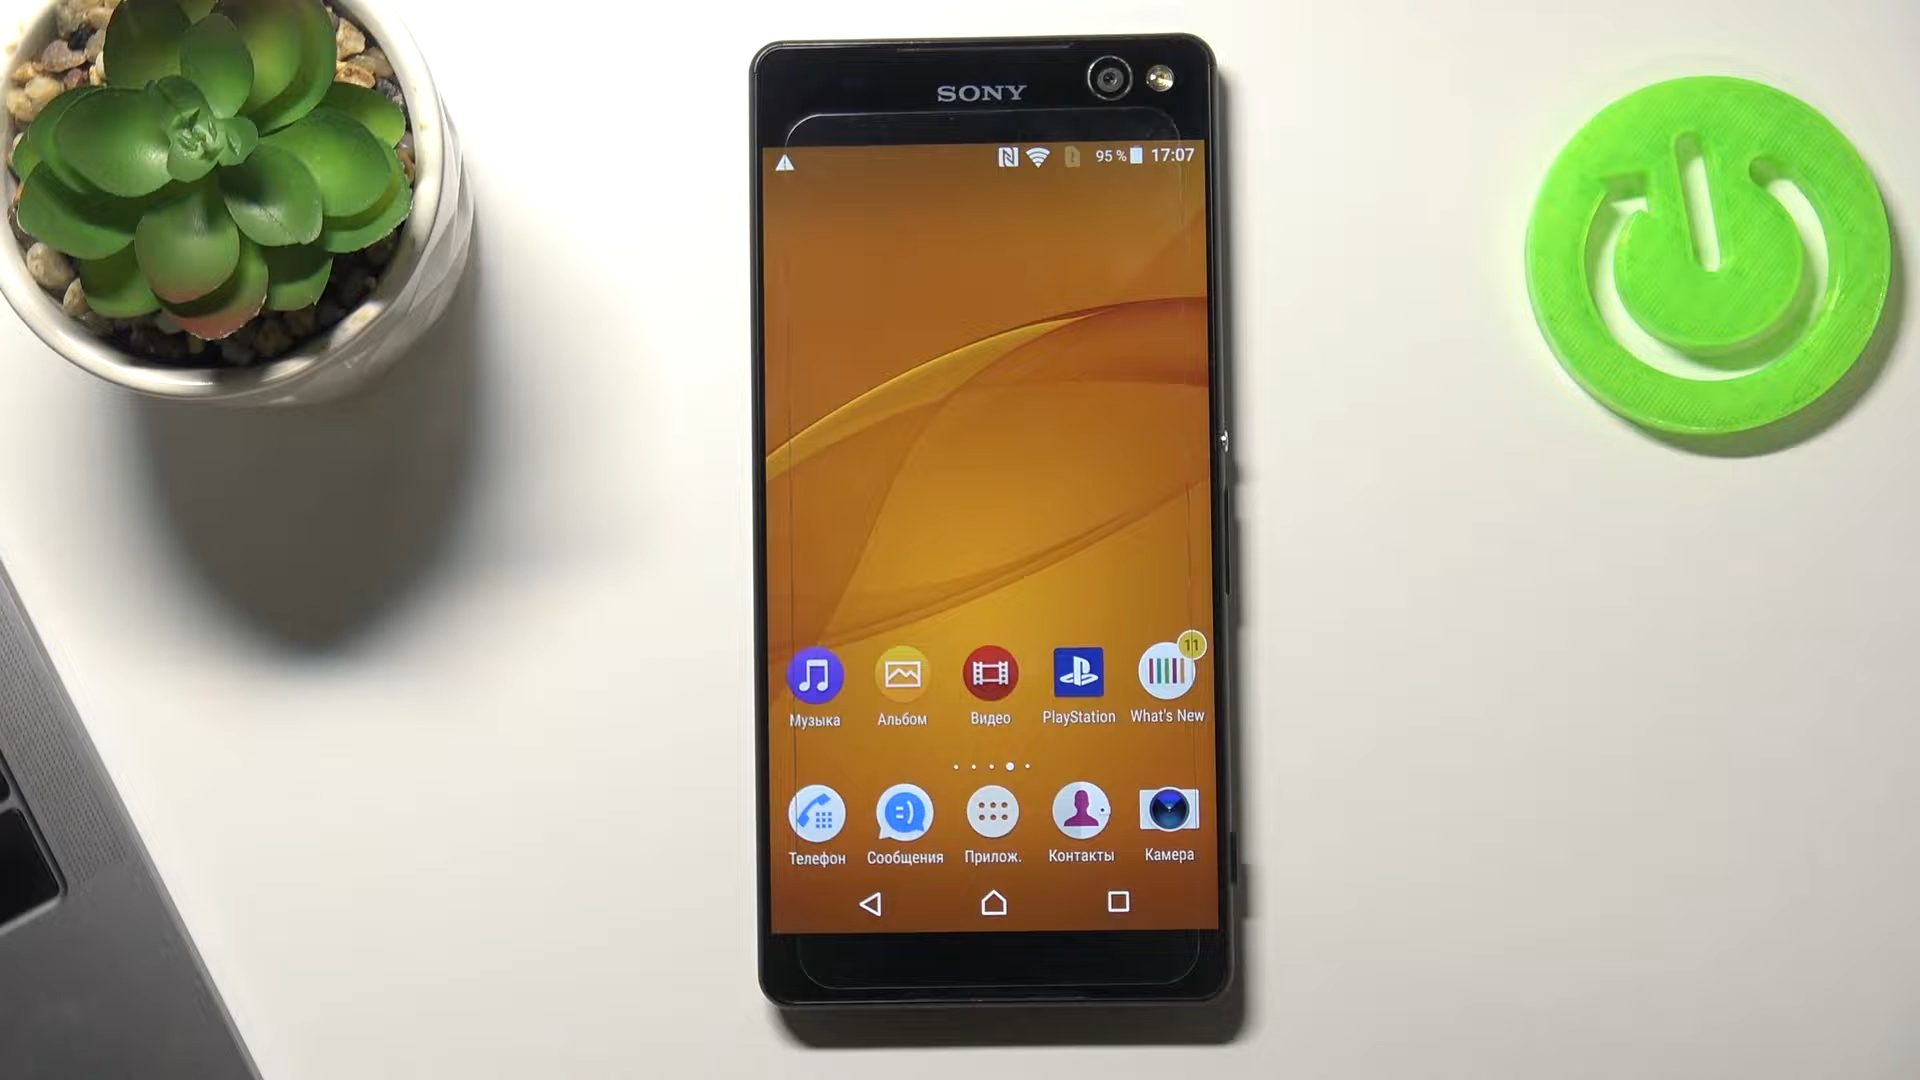 SONY
95 % 17:07
11
Музыка Альбом Видео PlayStation What's New
Телефон Сообщения Прилож. Контакты Камера